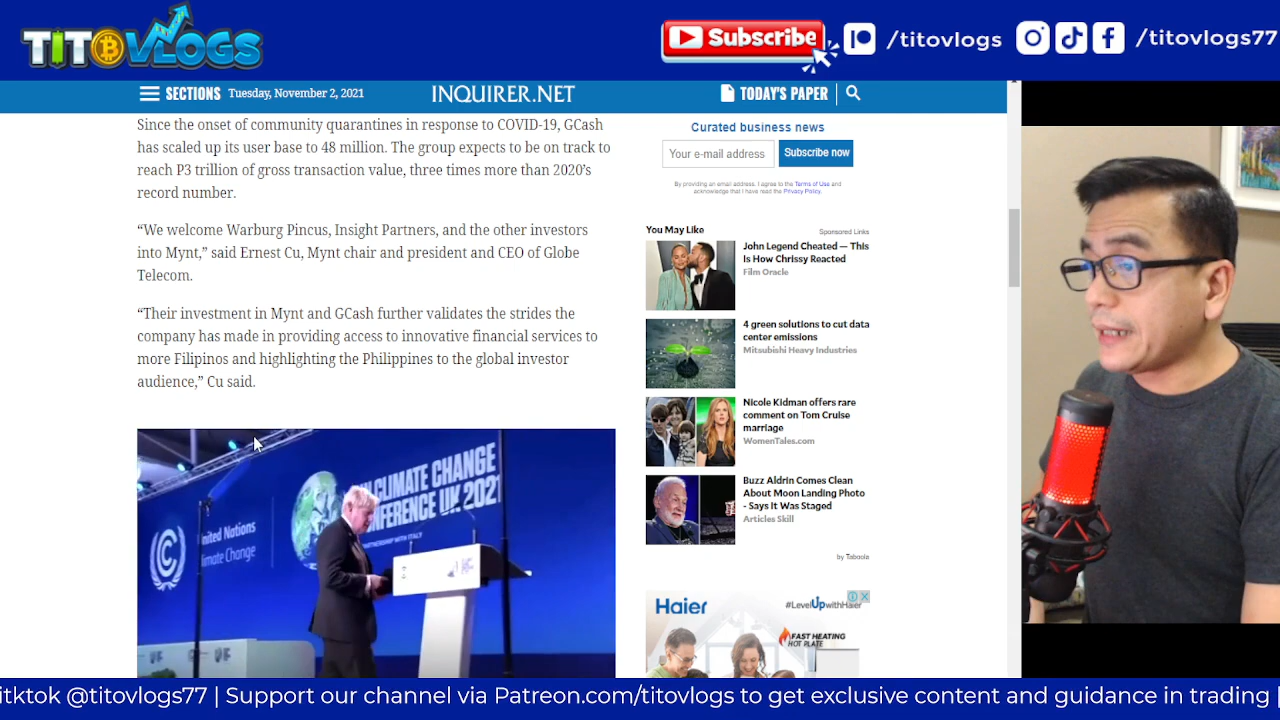 TITOVLOGS
Subscribe
/titovlogs
/titovlogs77
SECTIONS
Tuesday, November 2, 2021
INQUIRER.NET
TODAY'S PAPER
Since the onset of community quarantines in response to COVID-19, GCash
has scaled up its user base to 48 million. The group expects to be on track to
reach P3 trillion of gross transaction value, three times more than 2020's
record number.
“We welcome Warburg Pincus, Insight Partners, and the other investors
into Mynt,” said Ernest Cu, Mynt chair and president and CEO of Globe
Telecom.
“Their investment in Mynt and GCash further validates the strides the
company has made in providing access to innovative financial services to
more Filipinos and highlighting the Philippines to the global investor
audience,” Cu said.
CLIMATE CHANGE
CONFERENCE UK 2021
PARTNERSHIP WITH ITALY
United Nations
Climate Change
Curated business news
Your e-mail address
Subscribe now
By providing an email address. I agree to the Terms of Use and
acknowledge that I have read the Privacy Policy.
You May Like
Sponsored Links
John Legend Cheated — This
Is How Chrissy Reacted
Film Oracle
4 green solutions to cut data
center emissions
Mitsubishi Heavy Industries
Nicole Kidman offers rare
comment on Tom Cruise
marriage
WomenTales.com
Buzz Aldrin Comes Clean
About Moon Landing Photo
- Says It Was Staged
Articles Skill
by Taboola
Haier
#LevelUpwithHaier
FAST HEATING
HOT PLATE
itktok @titovlogs77 | Support our channel via Patreon.com/titovlogs to get exclusive content and guidance in trading